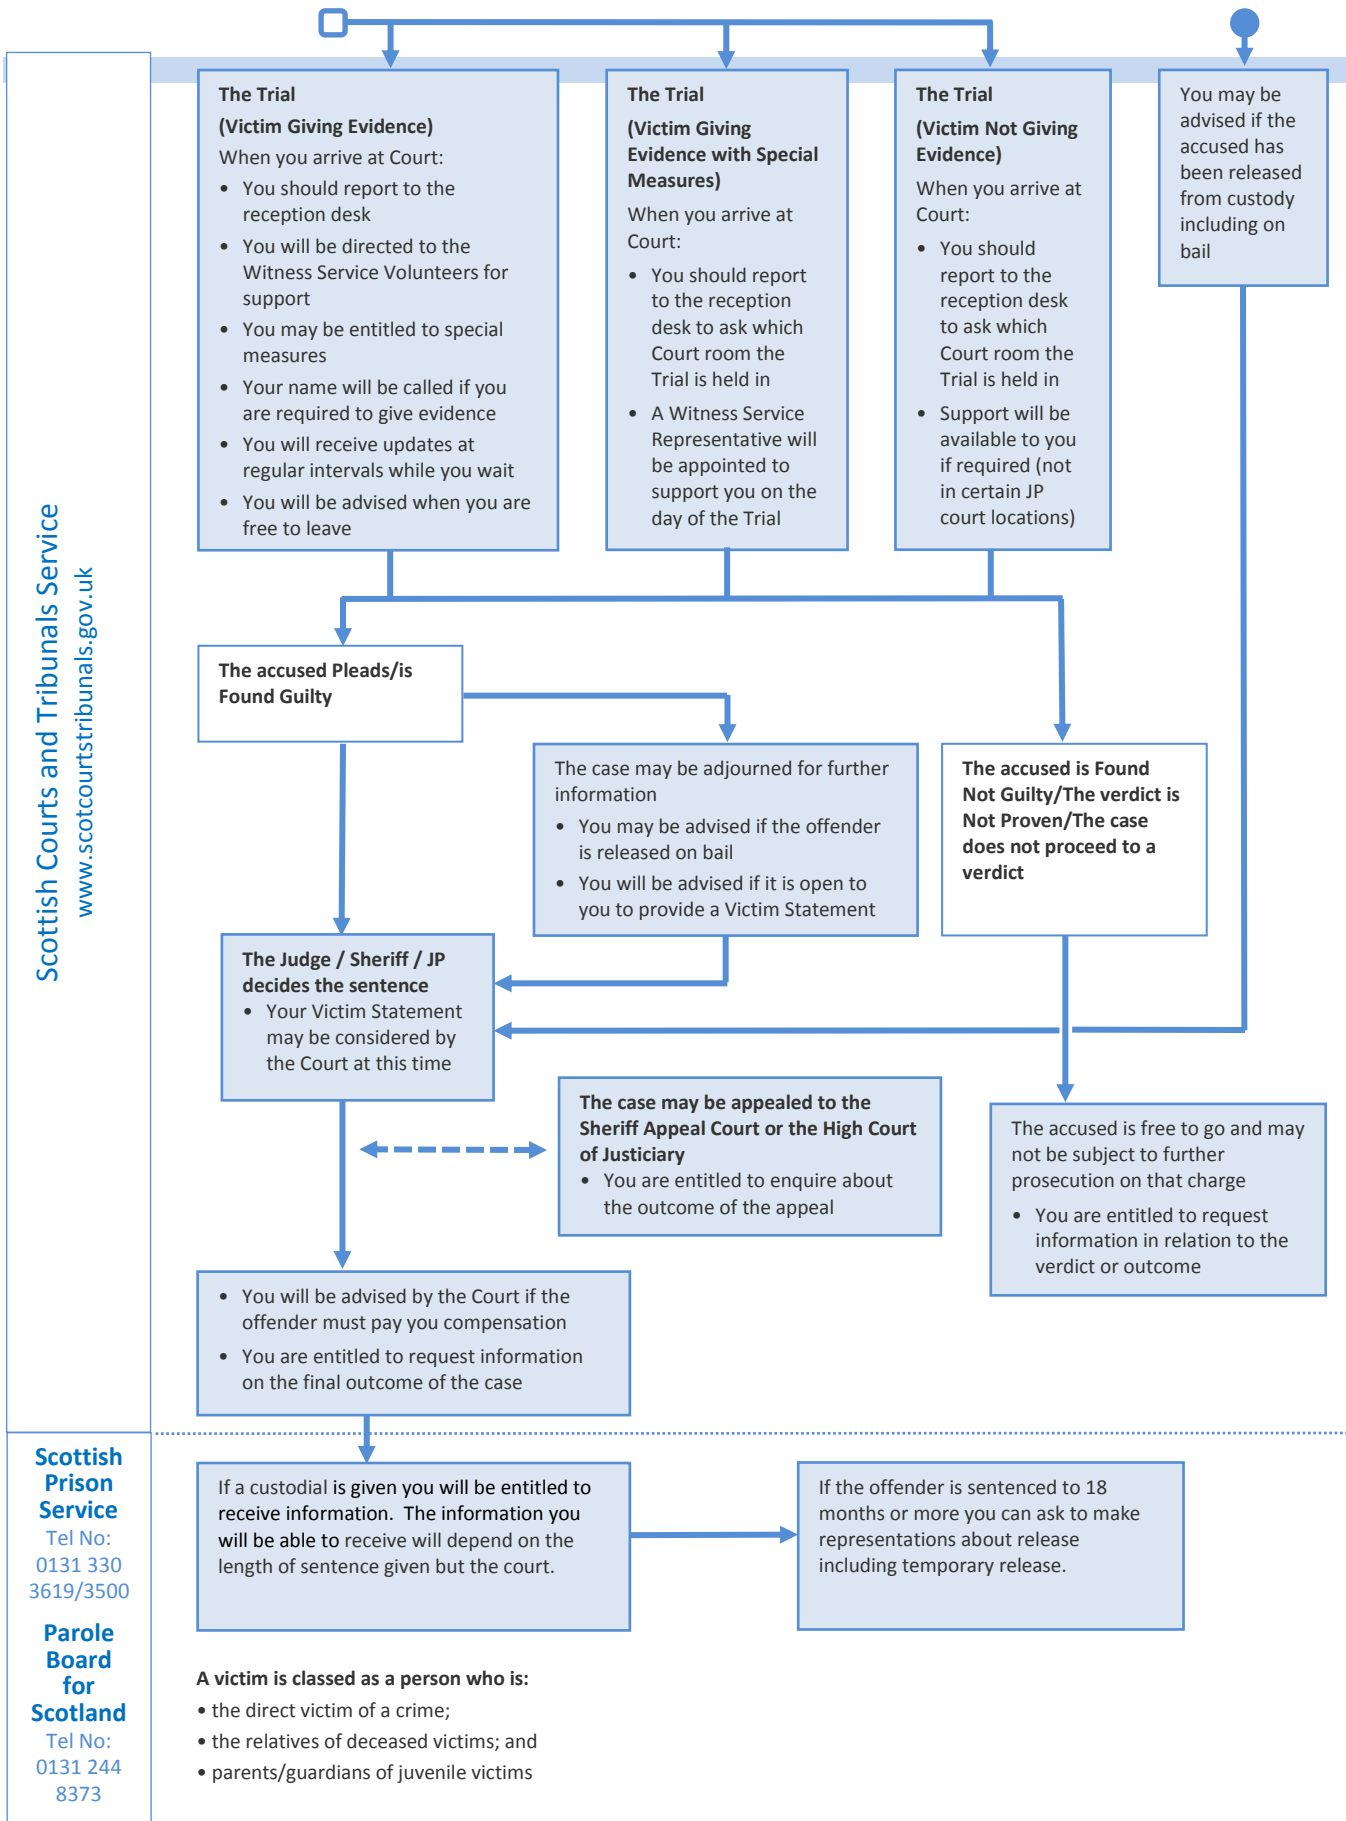 Scottish Courts and Tribunals Service
www.scotcourtstribunals.gov.uk
The Trial
(Victim Giving Evidence)
When you arrive at Court:
• You should report to the
reception desk
• You will be directed to the
Witness Service Volunteers for
support
• You may be entitled to special
measures
• Your name will be called if you
are required to give evidence
• You will receive updates at
regular intervals while you wait
• You will be advised when you are
free to leave
The Trial
(Victim Giving
Evidence with Special
Measures)
When you arrive at
Court:
• You should report
to the reception
desk to ask which
Court room the
Trial is held in
• A Witness Service
Representative will
be appointed to
support you on the
day of the Trial
The Trial
(Victim Not Giving
Evidence)
When you arrive at
Court:
• You should
report to the
reception desk
to ask which
Court room the
Trial is held in
• Support will be
available to you
if required (not
in certain JP
court locations)
You may be
advised if the
accused has
been released
from custody
including on
bail
The accused Pleads/is
Found Guilty
The case may be adjourned for further
information
• You may be advised if the offender
is released on bail
• You will be advised if it is open to
you to provide a Victim Statement
The accused is Found
Not Guilty/The verdict is
Not Proven/The case
does not proceed to a
verdict
The Judge / Sheriff / JP
decides the sentence
• Your Victim Statement
may be considered by
the Court at this time
The case may be appealed to the
Sheriff Appeal Court or the High Court
of Justiciary
• You are entitled to enquire about
the outcome of the appeal
The accused is free to go and may
not be subject to further
prosecution on that charge
• You are entitled to request
information in relation to the
verdict or outcome
• You will be advised by the Court if the
offender must pay you compensation
• You are entitled to request information
on the final outcome of the case
Scottish
Prison
Service
Tel No:
0131 330
3619/3500
Parole
Board
for
Scotland
Tel No:
0131 244
8373
If a custodial is given you will be entitled to
receive information.  The information you
will be able to receive will depend on the
length of sentence given but the court.
If the offender is sentenced to 18
months or more you can ask to make
representations about release
including temporary release.
A victim is classed as a person who is:
• the direct victim of a crime;
• the relatives of deceased victims; and
• parents/guardians of juvenile victims